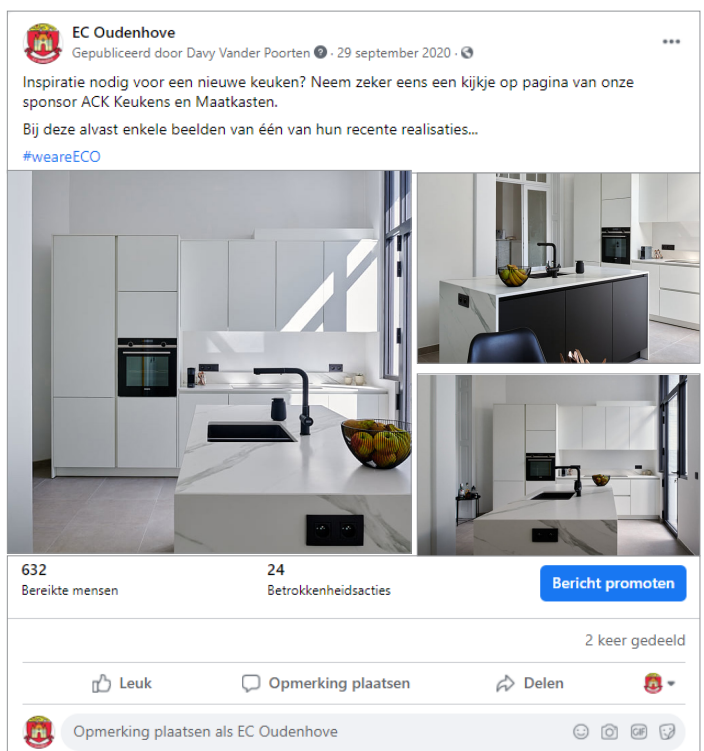 EC Oudenhove
Gepubliceerd door Davy Vander Poorten · 29 september 2020 ·
Inspiratie nodig voor een nieuwe keuken? Neem zeker eens een kijkje op pagina van onze
sponsor ACK Keukens en Maatkasten.
Bij deze alvast enkele beelden van één van hun recente realisaties...
#weareECO
632
Bereikte mensen
24
Betrokkenheidsacties
Bericht promoten
2 keer gedeeld
Leuk
Opmerking plaatsen
Delen
Opmerking plaatsen als EC Oudenhove
GIF